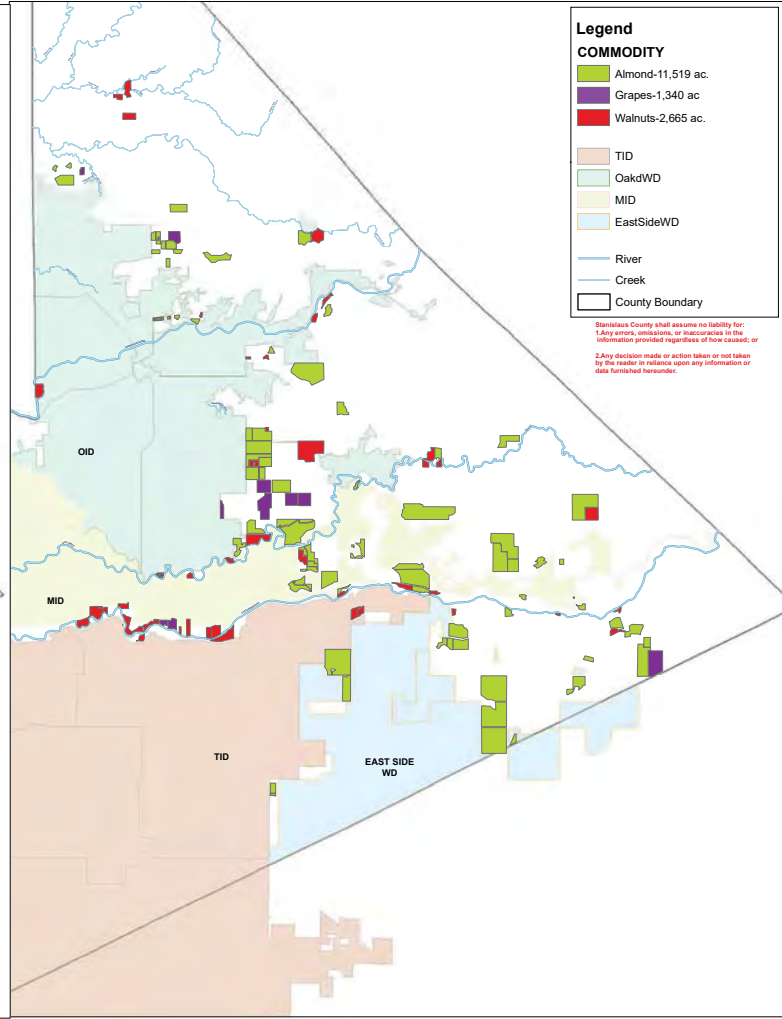 Legend
COMMODITY
Almond-11,519 ac.
Grapes-1,340 ac
Walnuts-2,665 ac.
TID
OakdWD
MID
EastSideWD
River
Creek
County Boundary
Stanislaus County shall assume no liability for:
1.Any errors, omissions, or inaccuracies in the
information provided regardless of how caused; or
2.Any decision made or action taken or not taken
by the reader in reliance upon any information or
data furnished hereunder.
OID
MID
TID
EAST SIDE
WD